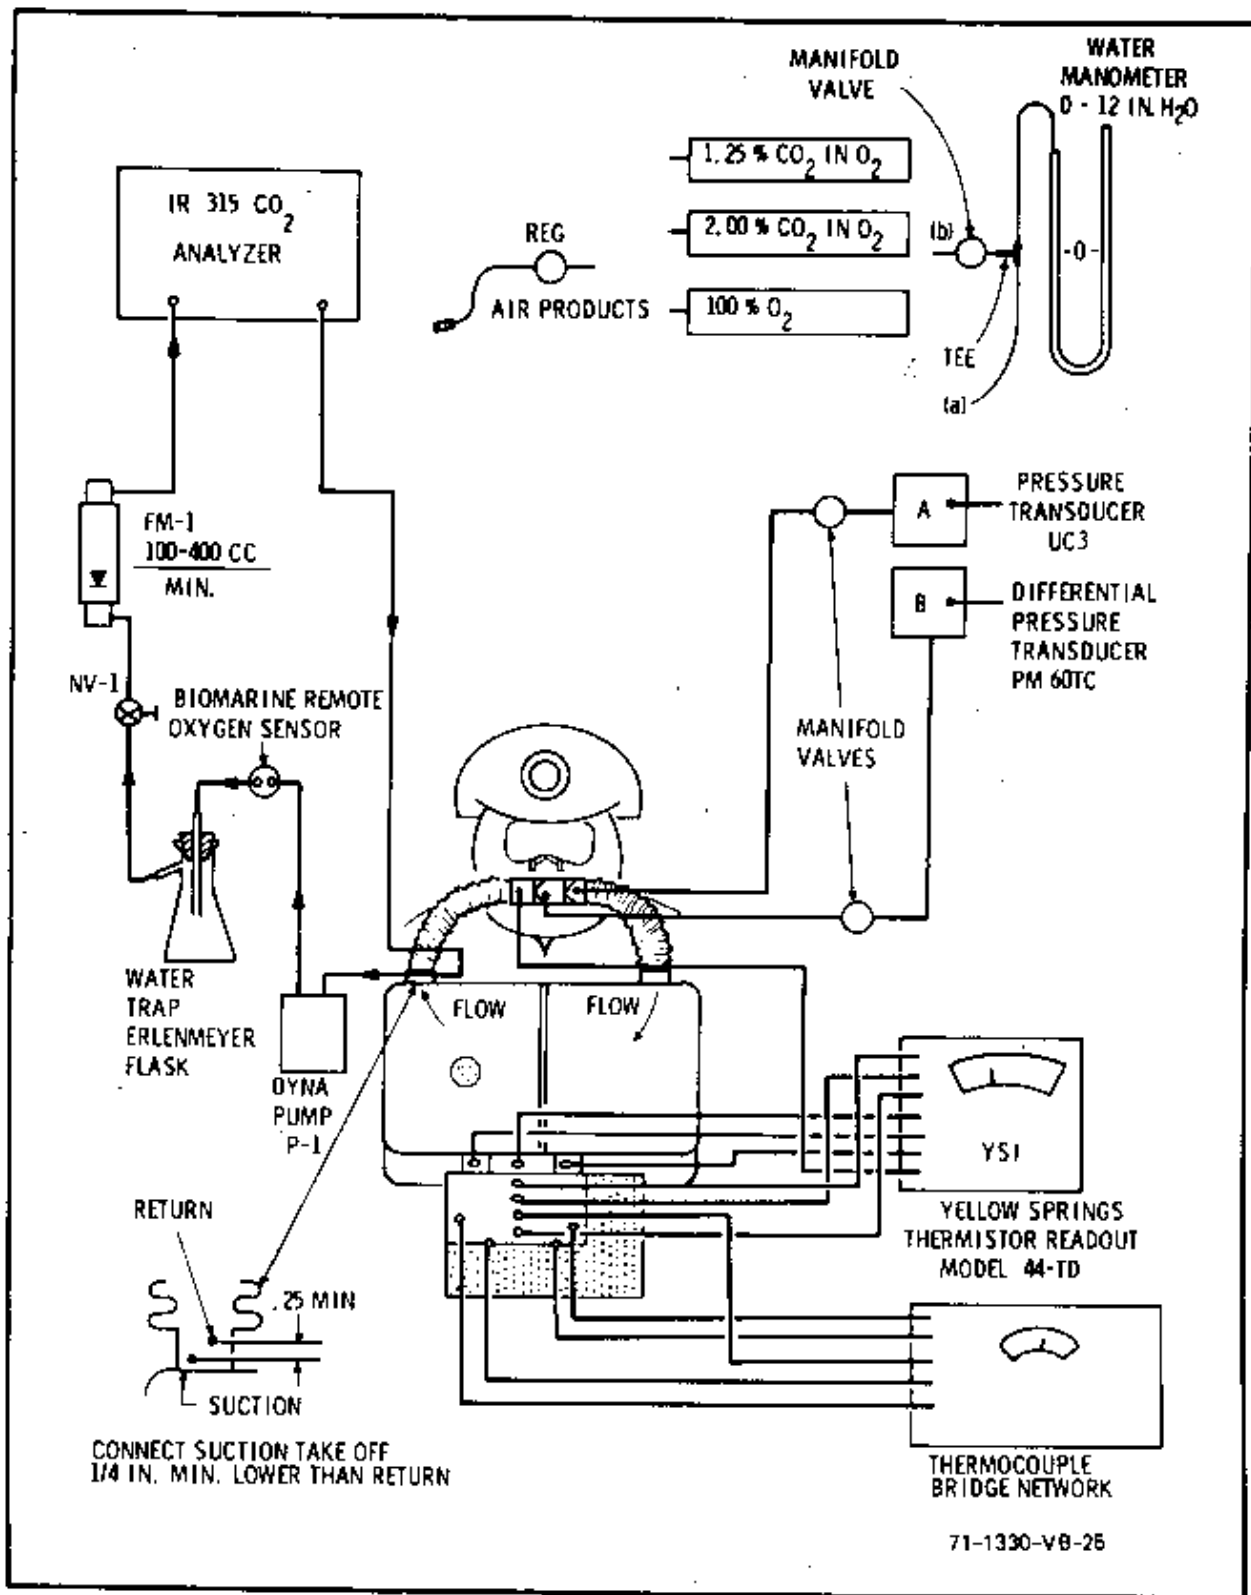 MANIFOLD
VALVE
WATER
MANOMETER
0 - 12 IN. H2O
1.25 % CO2 IN O2
2.00 % CO2 IN O2
100 % O2
REG
AIR PRODUCTS
(b)
-0-
TEE
(a)
IR 315 CO2
ANALYZER
FM-1
100-400 CC
MIN.
NV-1
BIOMARINE REMOTE
OXYGEN SENSOR
A
PRESSURE
TRANSDUCER
UC3
B
DIFFERENTIAL
PRESSURE
TRANSDUCER
PM 60TC
MANIFOLD
VALVES
WATER
TRAP
ERLENMEYER
FLASK
DYNA
PUMP
P-1
FLOW
FLOW
YSI
YELLOW SPRINGS
THERMISTOR READOUT
MODEL 44-TD
RETURN
.25 MIN
SUCTION
CONNECT SUCTION TAKE OFF
1/4 IN. MIN. LOWER THAN RETURN
THERMOCOUPLE
BRIDGE NETWORK
71-1330-VB-26